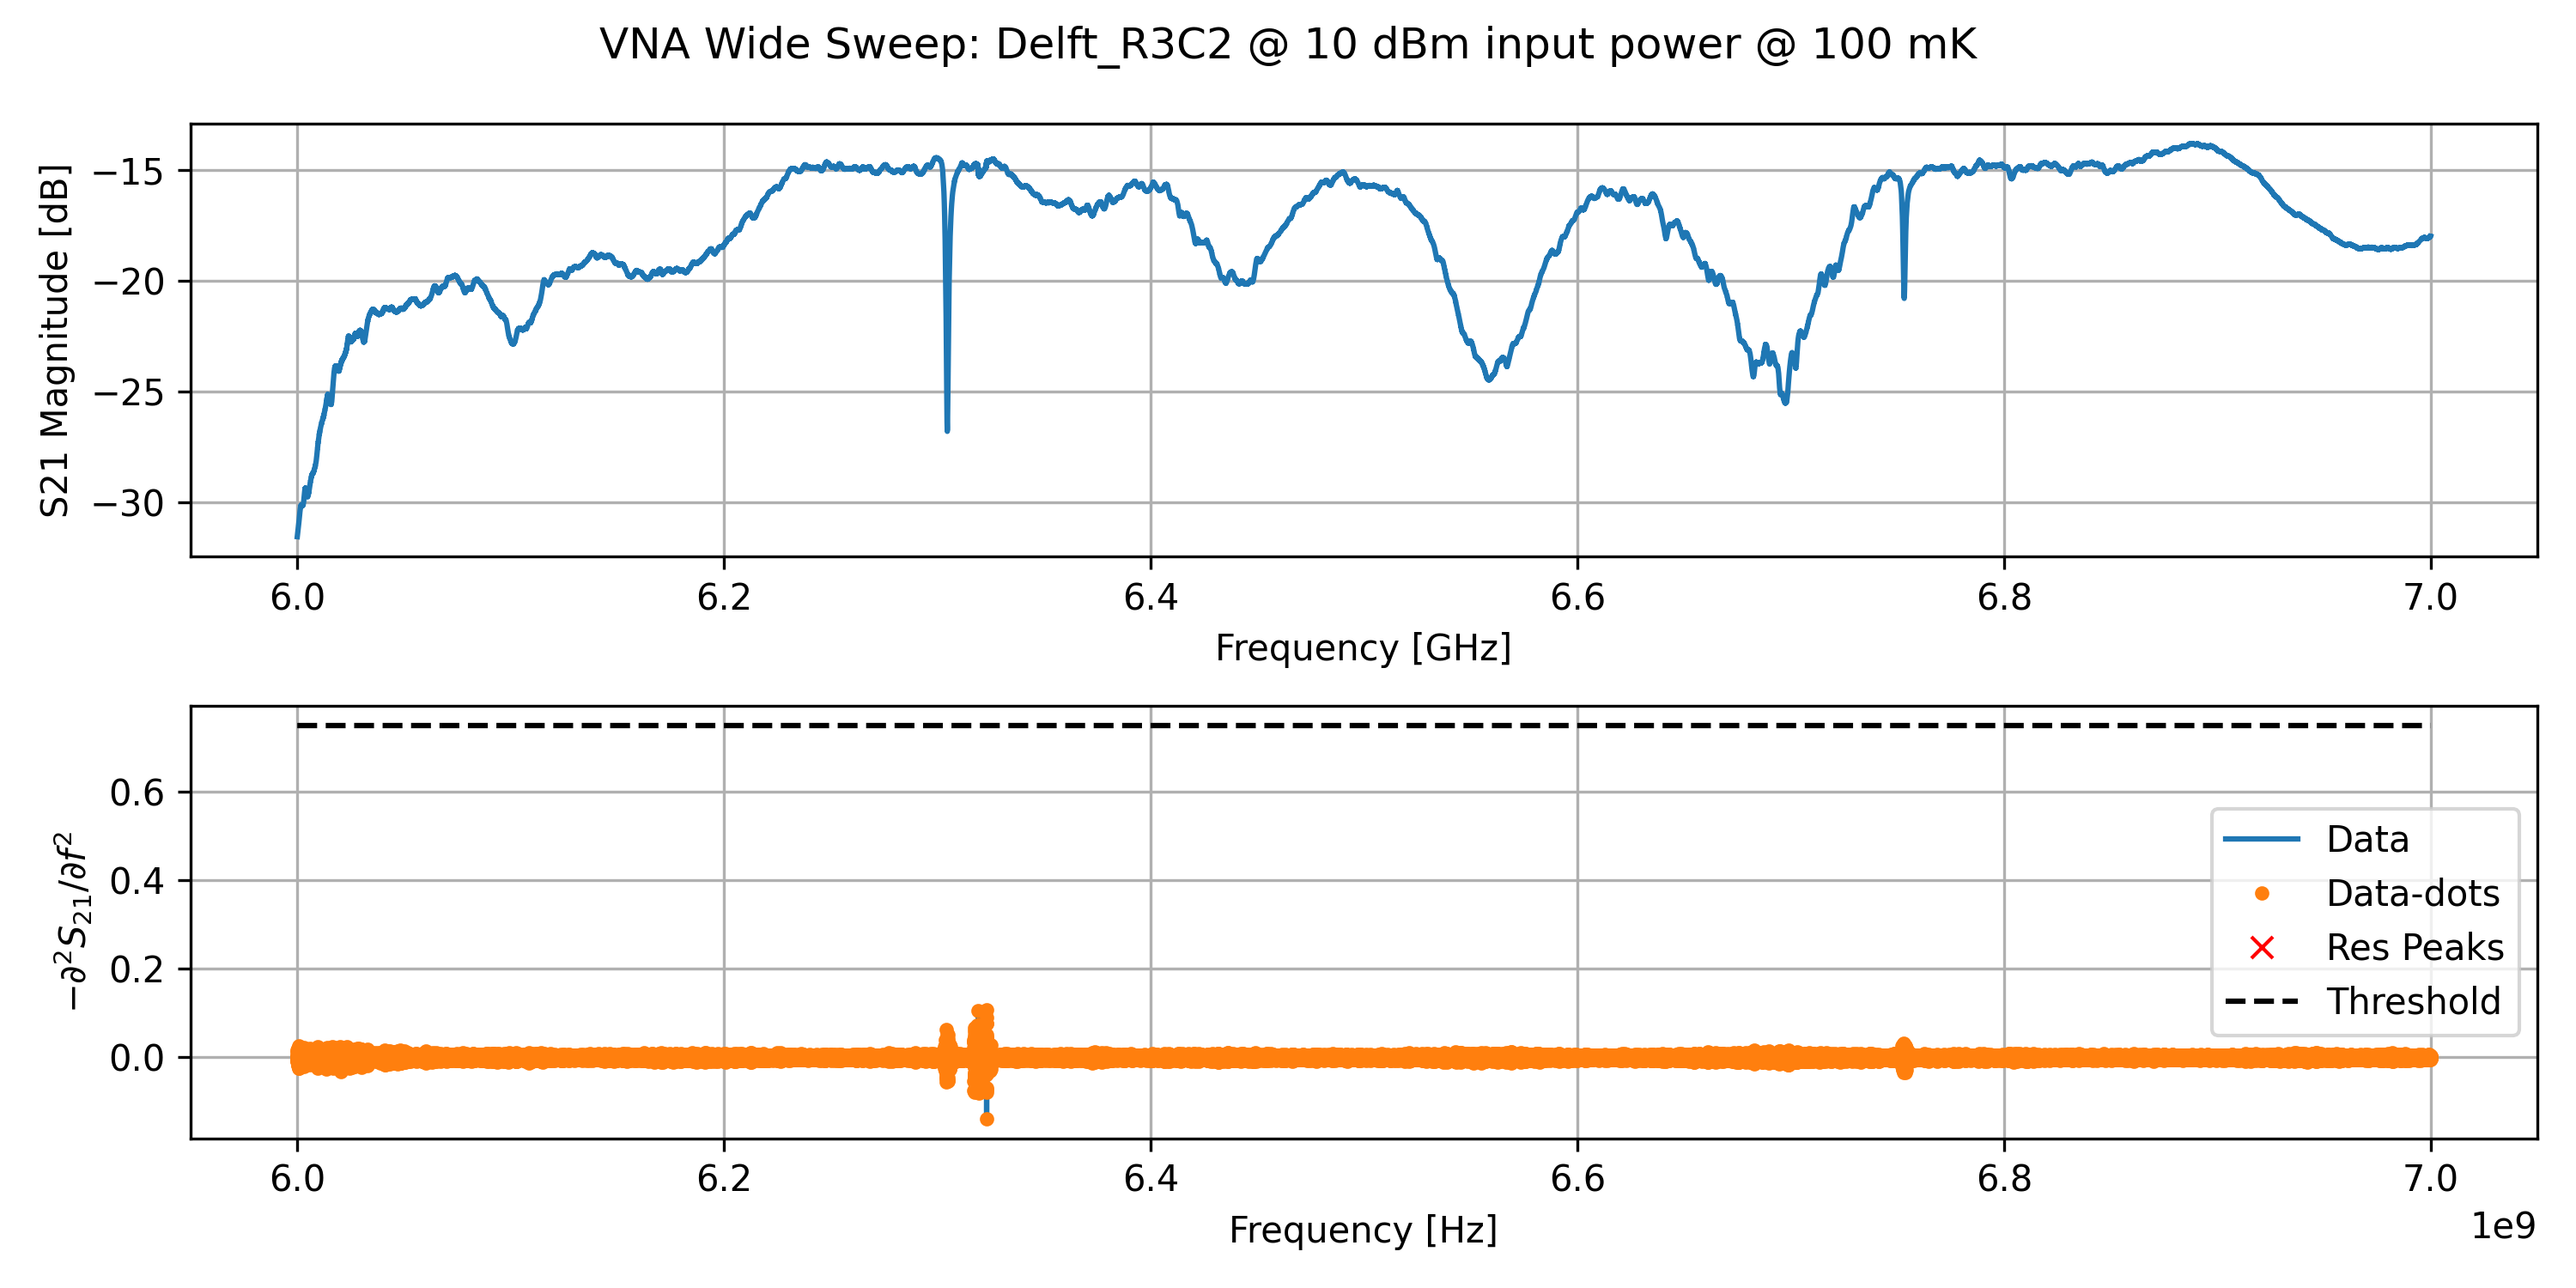 VNA Wide Sweep: Delft_R3C2 @ 10 dBm input power @ 100 mK
S21 Magnitude [dB]
−15
−20
−25
−30
6.0 6.2 6.4 6.6 6.8 7.0
Frequency [GHz]
−∂²S₂₁/∂f²
0.6
0.4
0.2
0.0
Data
Data-dots
Res Peaks
Threshold
6.0 6.2 6.4 6.6 6.8 7.0
1e9
Frequency [Hz]